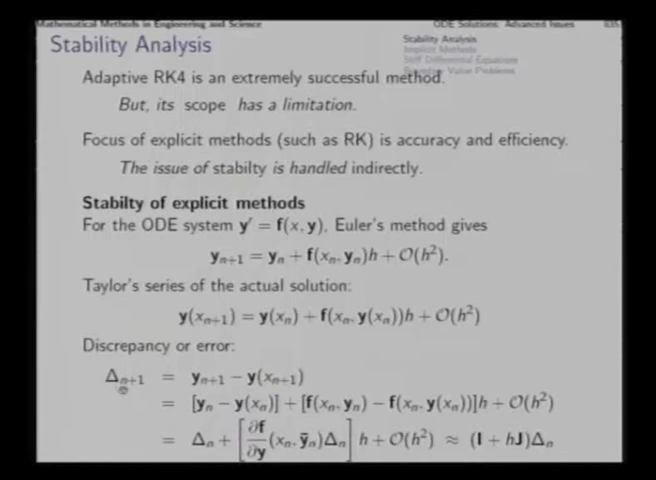 Mathematical Methods in Engineering and Science
ODE Solutions: Advanced Issues
Stability Analysis
Stability Analysis
Implicit Methods
Stiff Differential Equations
Boundary Value Problems
Adaptive RK4 is an extremely successful method.
But, its scope has a limitation.
Focus of explicit methods (such as RK) is accuracy and efficiency.
The issue of stabilty is handled indirectly.
Stabilty of explicit methods
For the ODE system y′ = f(x, y), Euler's method gives
yₙ₊₁ = yₙ + f(xₙ, yₙ)h + O(h²).
Taylor's series of the actual solution:
y(xₙ₊₁) = y(xₙ) + f(xₙ, y(xₙ))h + O(h²)
Discrepancy or error:
Δₙ₊₁ = yₙ₊₁ − y(xₙ₊₁)
= [yₙ − y(xₙ)] + [f(xₙ, yₙ) − f(xₙ, y(xₙ))]h + O(h²)
= Δₙ + [∂f/∂y (xₙ, ȳₙ)Δₙ] h + O(h²) ≈ (I + hJ)Δₙ